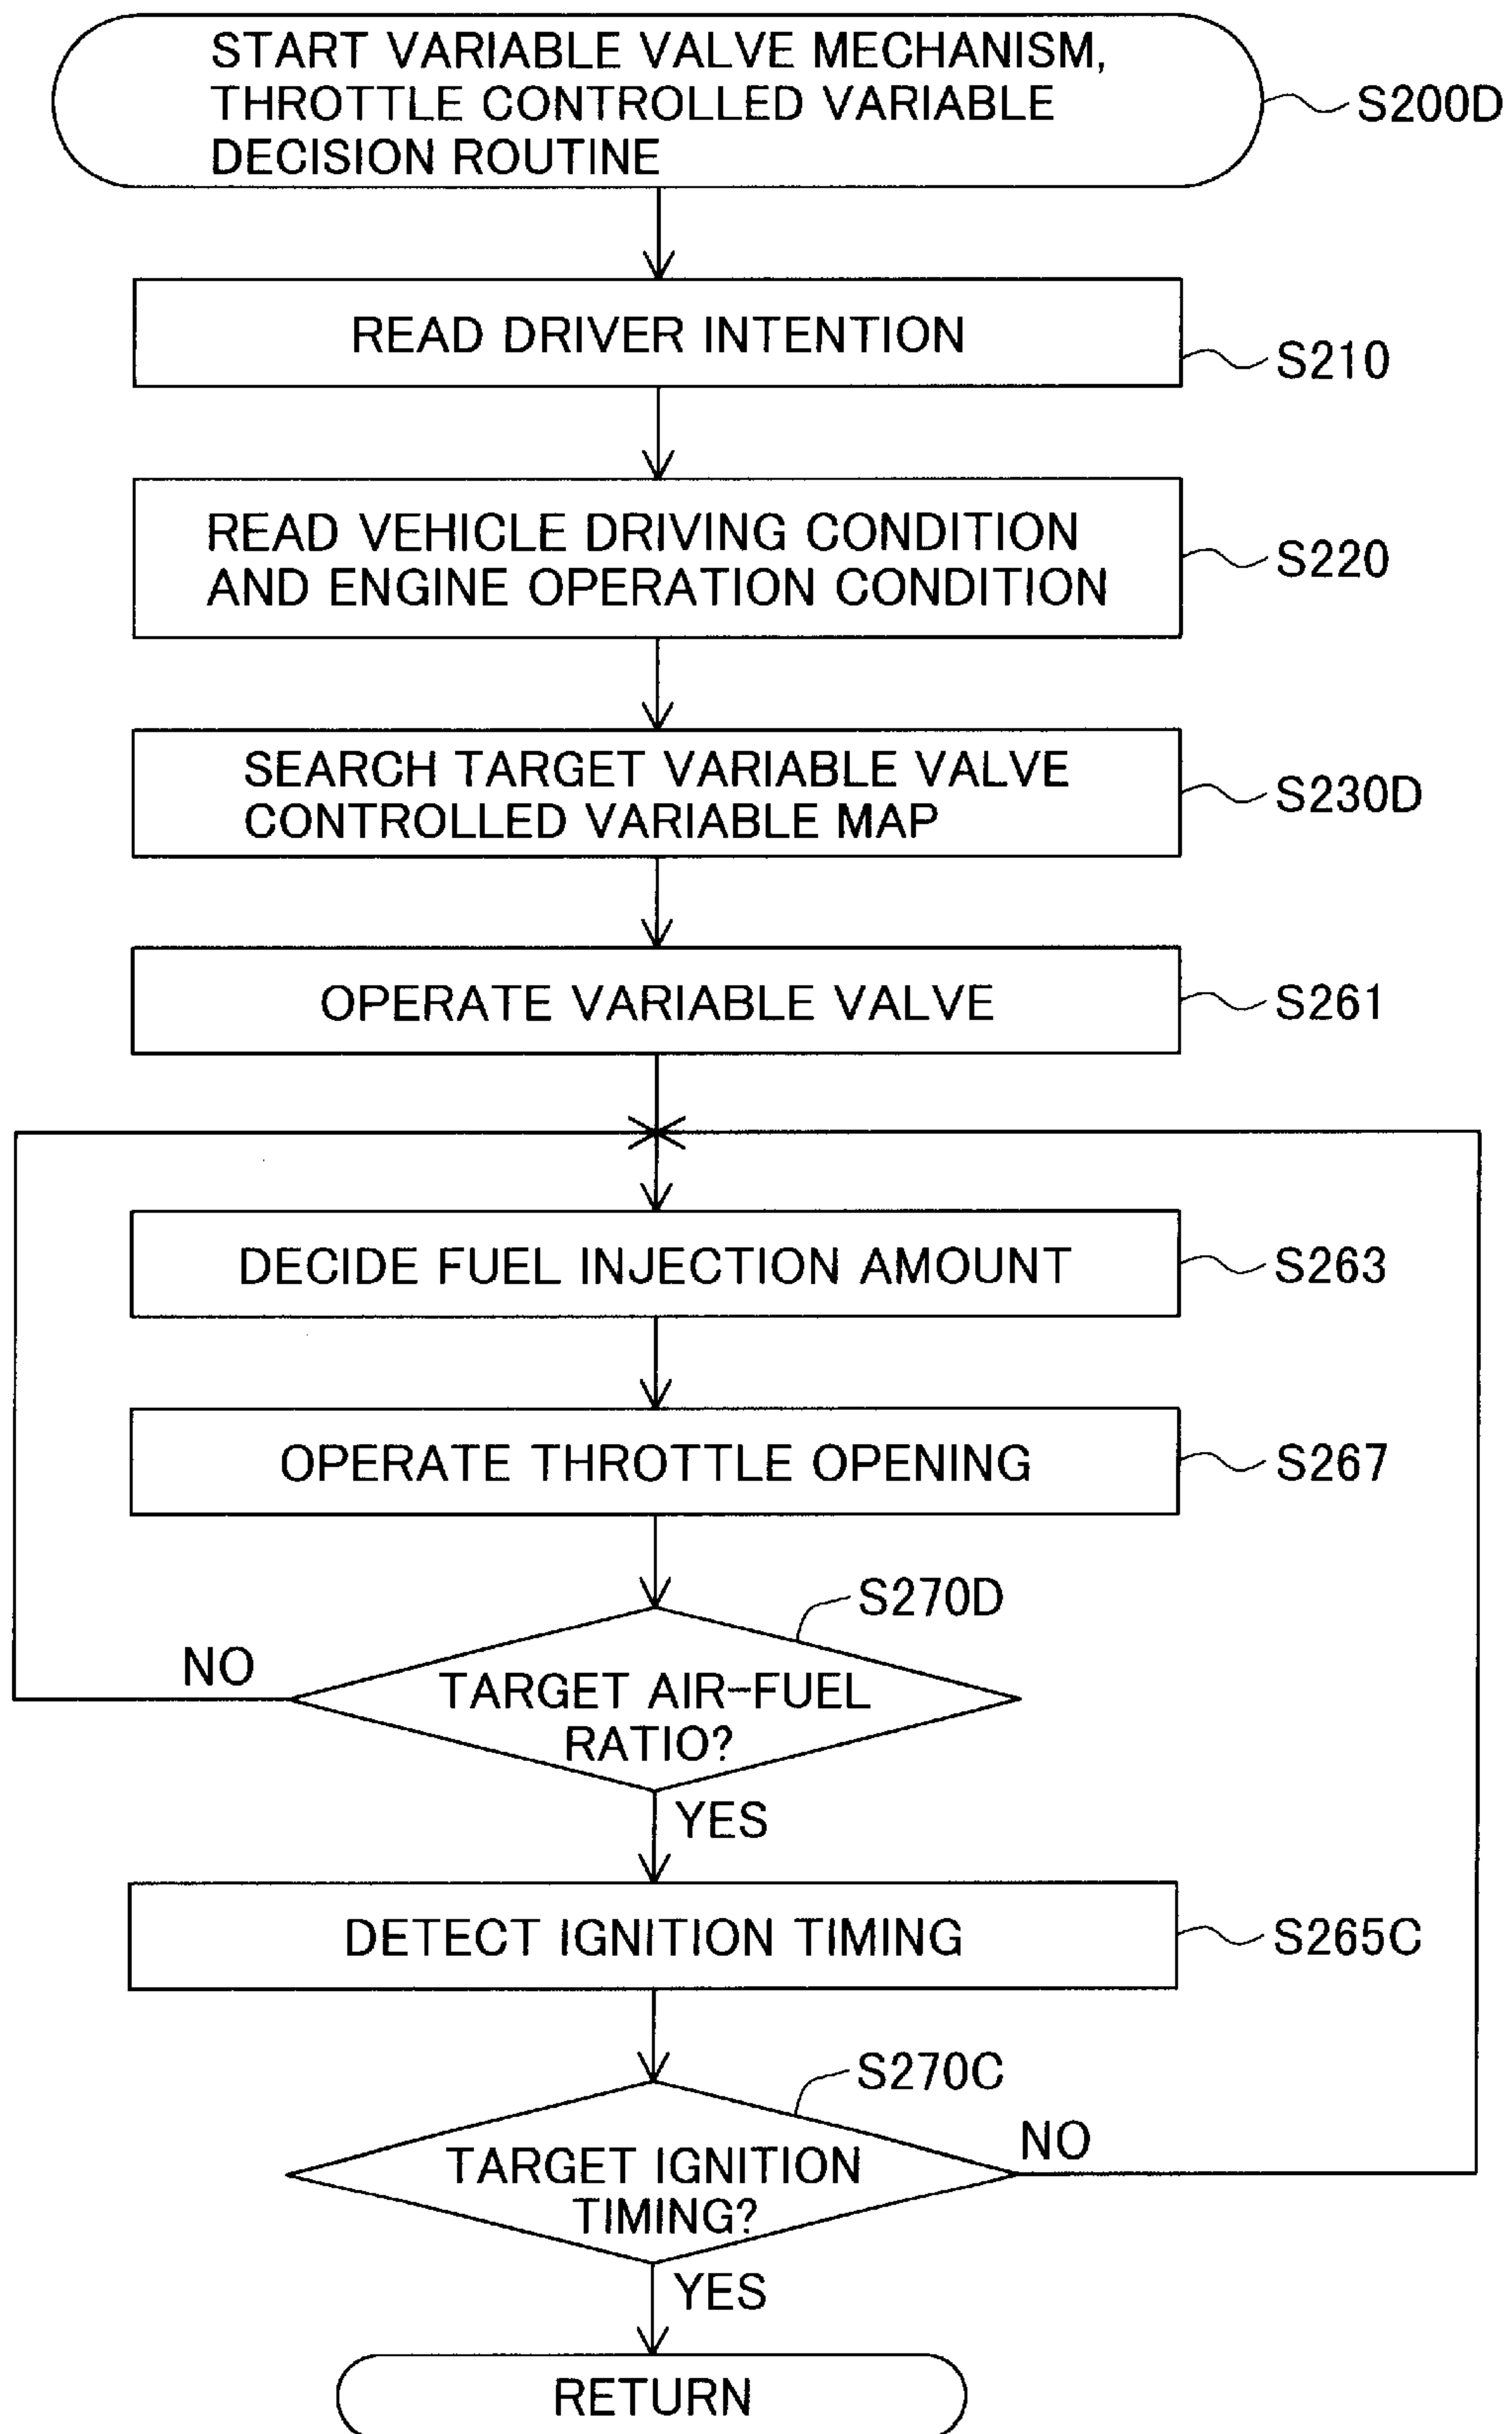 START VARIABLE VALVE MECHANISM,
THROTTLE CONTROLLED VARIABLE
DECISION ROUTINE
S200D
READ DRIVER INTENTION
S210
READ VEHICLE DRIVING CONDITION
AND ENGINE OPERATION CONDITION
S220
SEARCH TARGET VARIABLE VALVE
CONTROLLED VARIABLE MAP
S230D
OPERATE VARIABLE VALVE
S261
DECIDE FUEL INJECTION AMOUNT
S263
OPERATE THROTTLE OPENING
S267
S270D
NO
TARGET AIR-FUEL
RATIO?
YES
DETECT IGNITION TIMING
S265C
S270C
NO
TARGET IGNITION
TIMING?
YES
RETURN